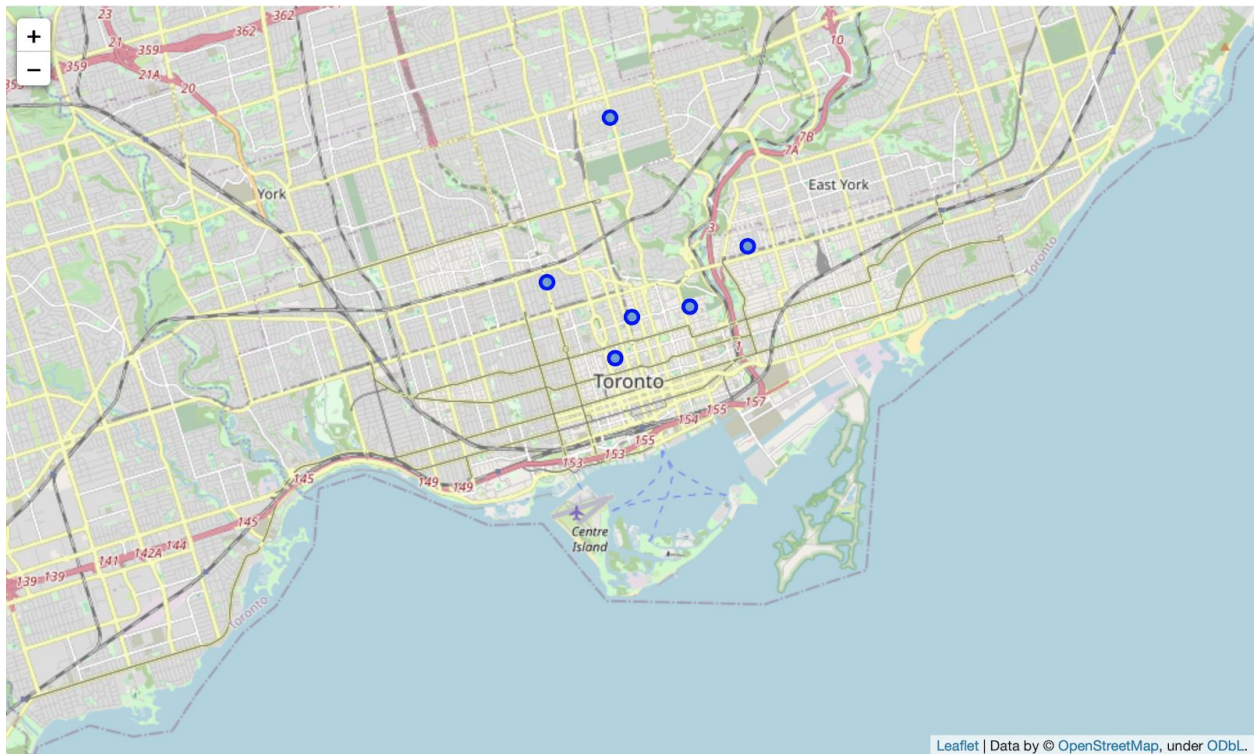 +
−
23
362
362
21
359
359
21A
359
20
10
7B
7A
York
East York
3
Toronto
1
Toronto
157
155
154
155
153
153
145
149
149
145
Centre
Island
144
142A
141
139
139
Toronto
Leaflet | Data by © OpenStreetMap, under ODbL.